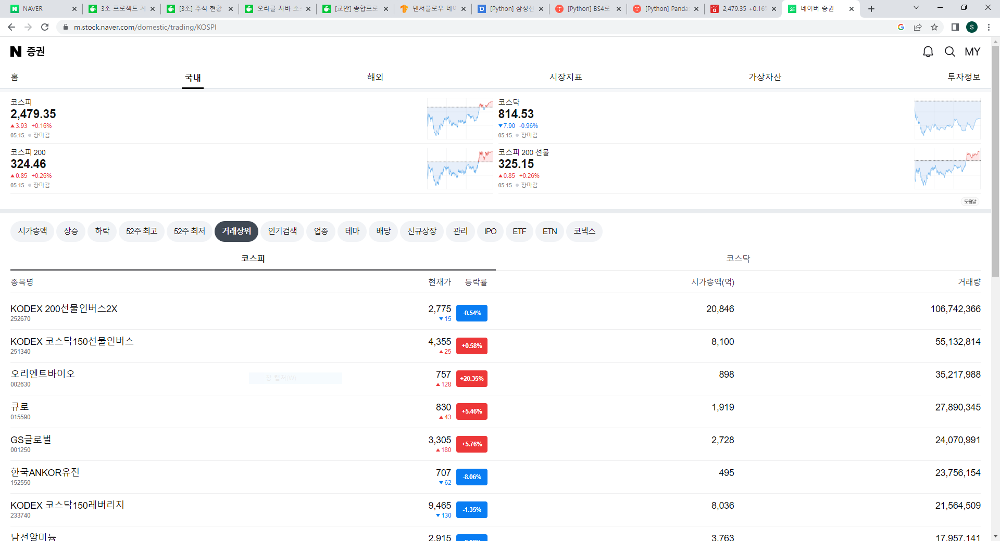 NAVER
3조 프로젝트 계
[3조] 주식 현황
오라클 자바 소
[교안] 종합프로
텐서플로우 데이
[Python] 삼성전
[Python] BS4로
[Python] Panda
2,479.35 +0.16
네이버 증권
m.stock.naver.com/domestic/trading/KOSPI
S
N 증권
MY
홈 국내 해외 시장지표 가상자산 투자정보
코스피
2,479.35
▲3.93 +0.16%
05.15. 장마감
코스닥
814.53
▼7.90 -0.96%
05.15. 장마감
코스피 200
324.46
▲0.85 +0.26%
05.15. 장마감
코스피 200 선물
325.15
▲0.85 +0.26%
05.15. 장마감
도움말
시가총액 상승 하락 52주 최고 52주 최저 거래상위 인기검색 업종 테마 배당 신규상장 관리 IPO ETF ETN 코넥스
코스피 코스닥
종목명 현재가 등락률 시가총액(억) 거래량
KODEX 200선물인버스2X 2,775 -0.54% 20,846 106,742,366
252670 ▼15
KODEX 코스닥150선물인버스 4,355 +0.58% 8,100 55,132,814
251340 ▲25
오리엔트바이오 757 +20.35% 898 35,217,988
002630 ▲128
창 캡처(W)
큐로 830 +5.46% 1,919 27,890,345
015590 ▲43
GS글로벌 3,305 +5.76% 2,728 24,070,991
001250 ▲180
한국ANKOR유전 707 -8.06% 495 23,756,154
152550 ▼62
KODEX 코스닥150레버리지 9,465 -1.35% 8,036 21,564,509
233740 ▼130
남선알미늄 2,915 3,763 17,957,141